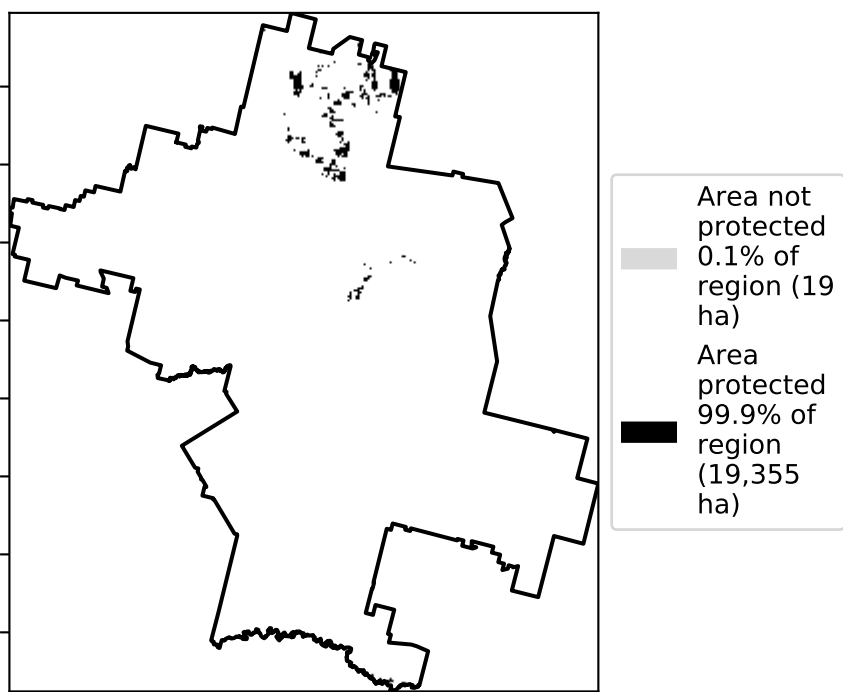 Area not
protected
0.1% of
region (19
ha)
Area
protected
99.9% of
region
(19,355
ha)